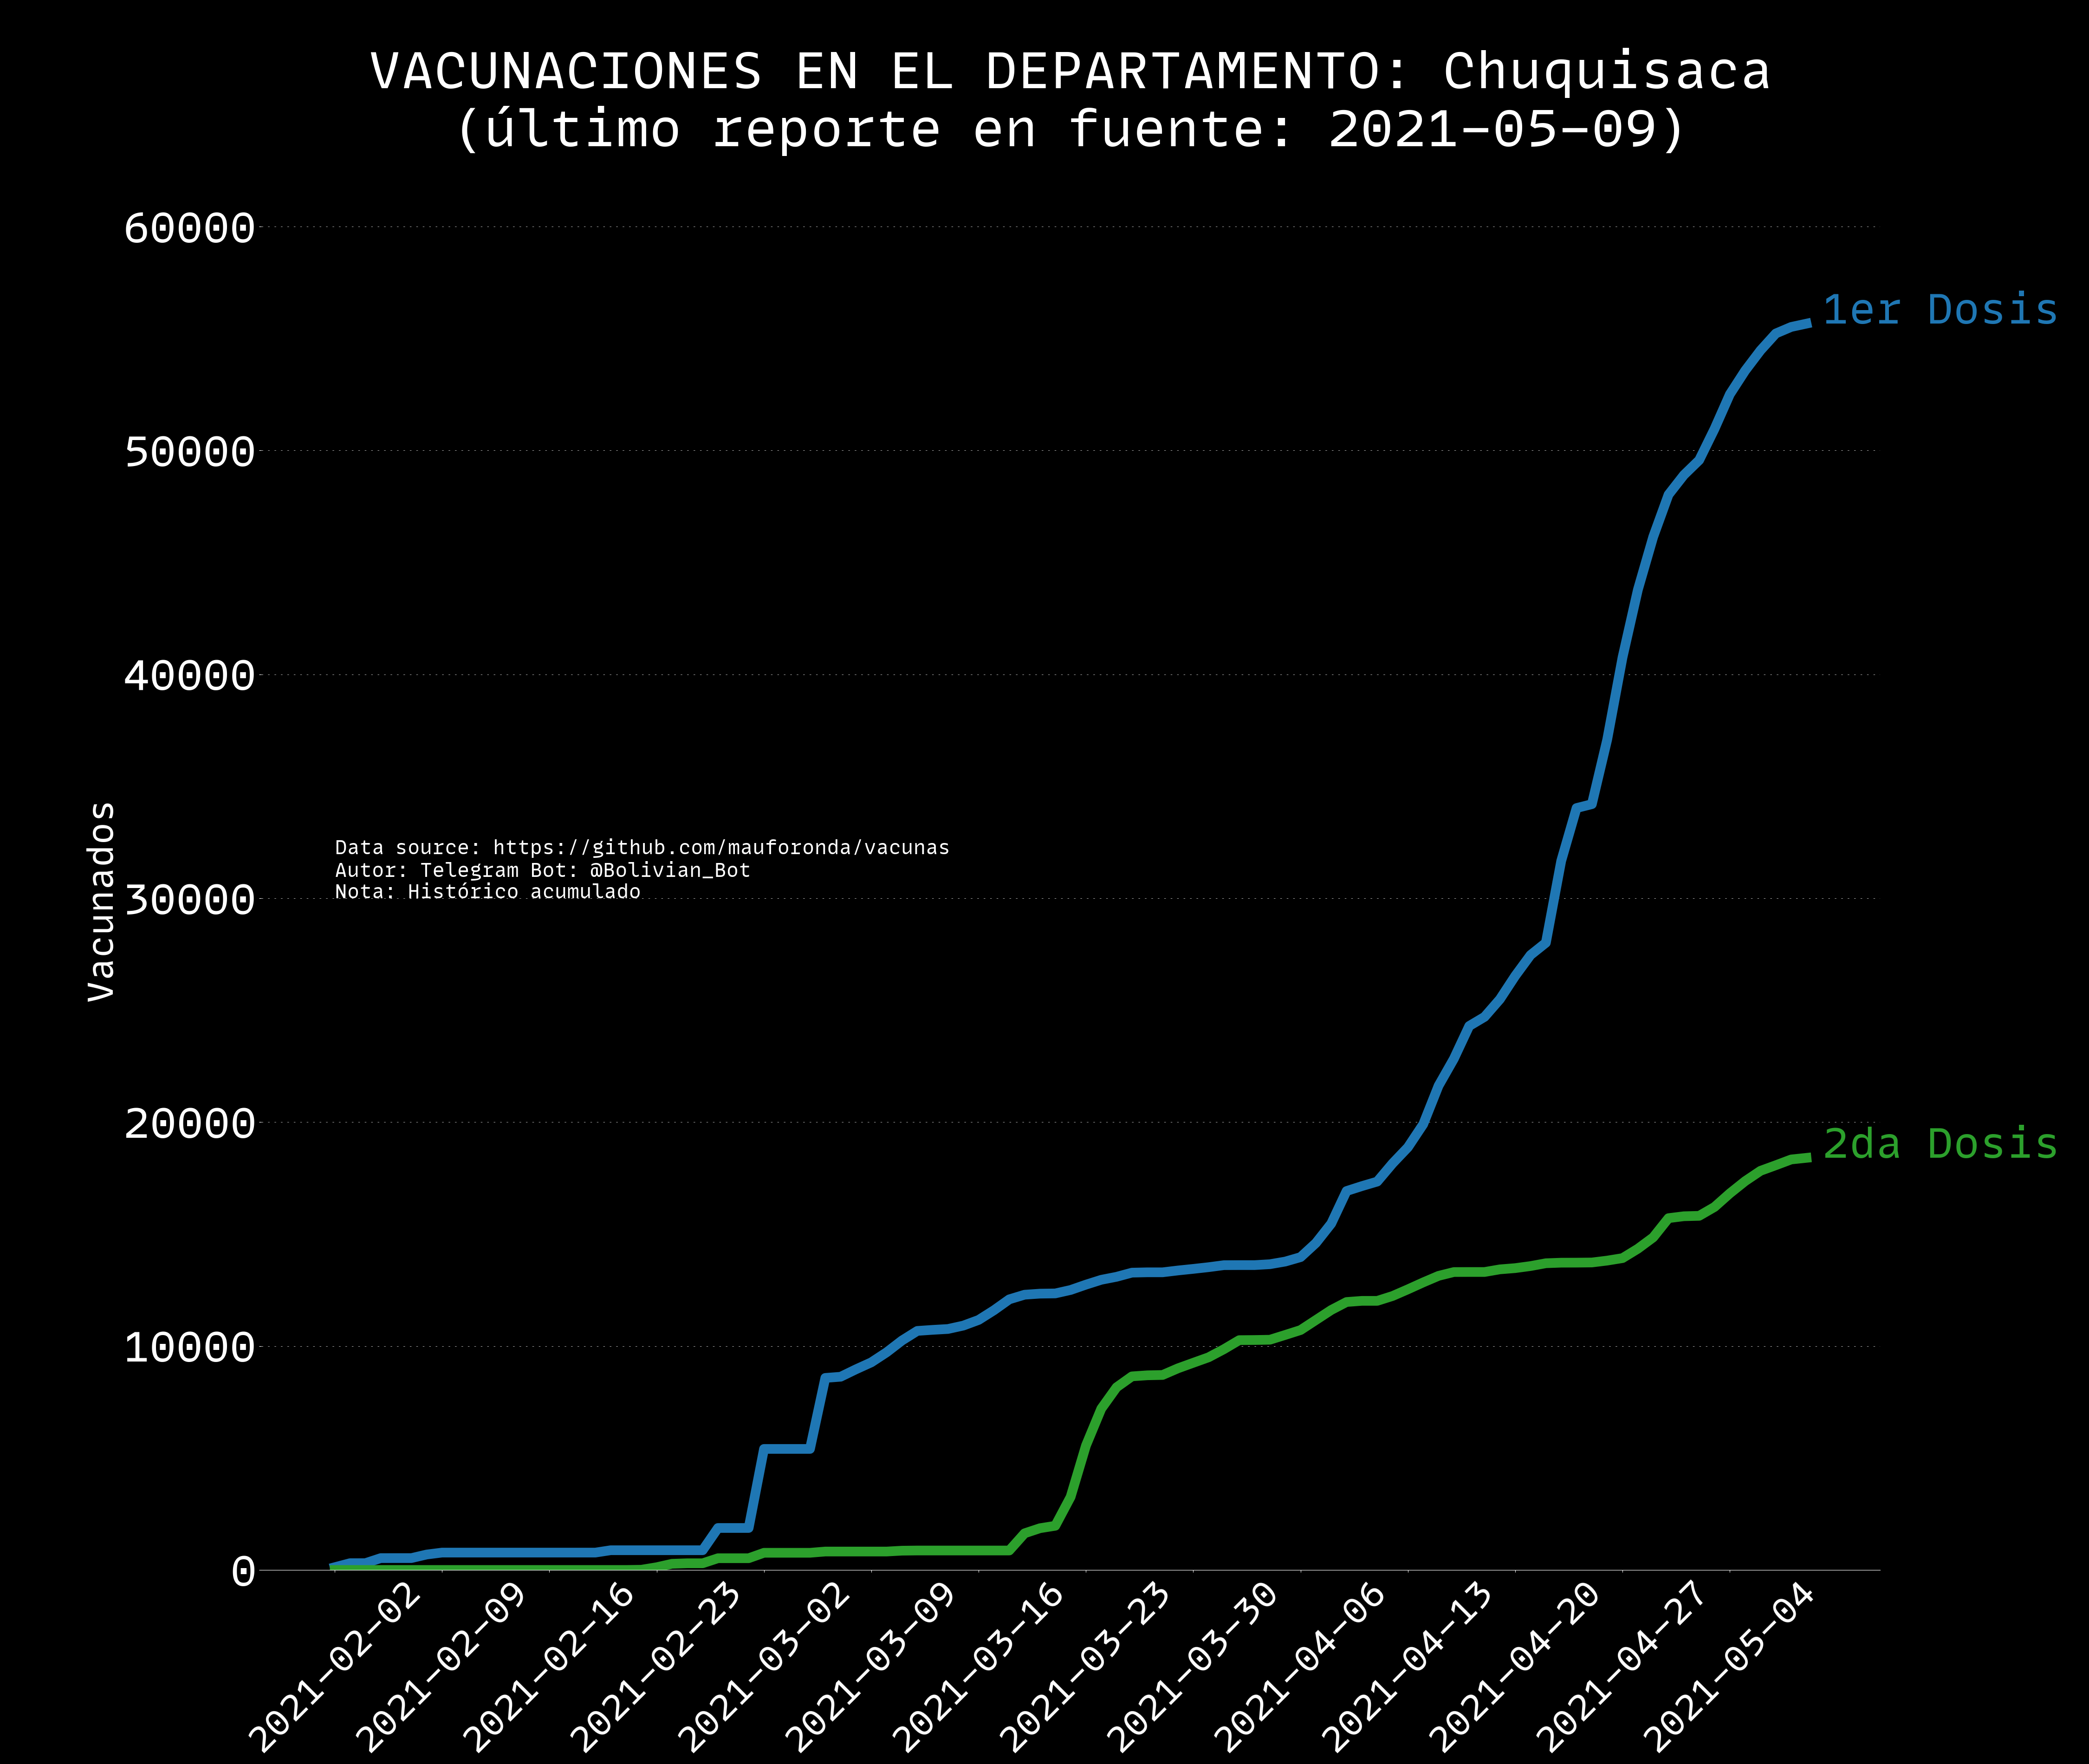 VACUNACIONES EN EL DEPARTAMENTO: Chuquisaca
(último reporte en fuente: 2021-05-09)
60000
1er Dosis
50000
40000
Vacunados
Data source: https://github.com/mauforonda/vacunas
Autor: Telegram Bot: @Bolivian_Bot
Nota: Histórico acumulado
30000
20000
2da Dosis
10000
0
2021-02-02
2021-02-09
2021-02-16
2021-02-23
2021-03-02
2021-03-09
2021-03-16
2021-03-23
2021-03-30
2021-04-06
2021-04-13
2021-04-20
2021-04-27
2021-05-04